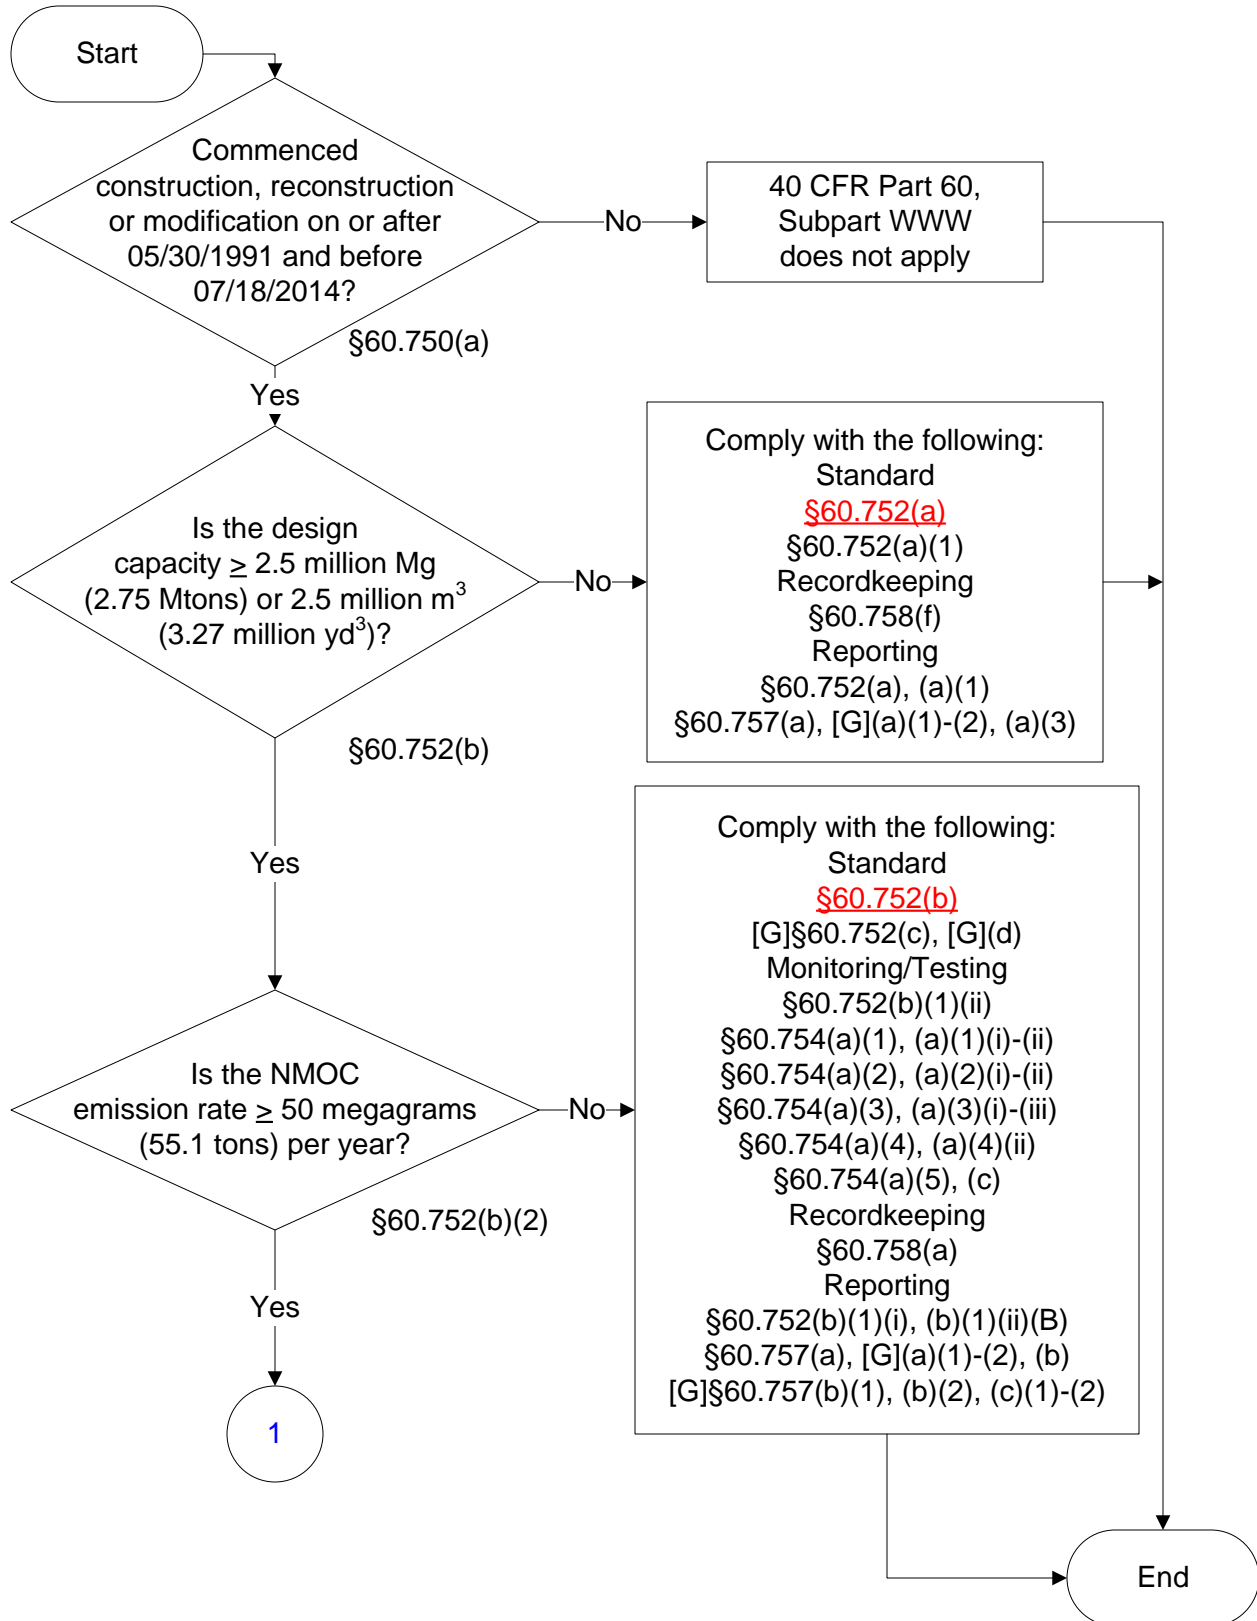 Start
Commenced
construction, reconstruction
or modification on or after
05/30/1991 and before
07/18/2014?
§60.750(a)
No
40 CFR Part 60,
Subpart WWW
does not apply
Yes
Is the design
capacity ≥ 2.5 million Mg
(2.75 Mtons) or 2.5 million m³
(3.27 million yd³)?
§60.752(b)
No
Comply with the following:
Standard
§60.752(a)
§60.752(a)(1)
Recordkeeping
§60.758(f)
Reporting
§60.752(a), (a)(1)
§60.757(a), [G](a)(1)-(2), (a)(3)
Yes
Is the NMOC
emission rate ≥ 50 megagrams
(55.1 tons) per year?
§60.752(b)(2)
No
Comply with the following:
Standard
§60.752(b)
[G]§60.752(c), [G](d)
Monitoring/Testing
§60.752(b)(1)(ii)
§60.754(a)(1), (a)(1)(i)-(ii)
§60.754(a)(2), (a)(2)(i)-(ii)
§60.754(a)(3), (a)(3)(i)-(iii)
§60.754(a)(4), (a)(4)(ii)
§60.754(a)(5), (c)
Recordkeeping
§60.758(a)
Reporting
§60.752(b)(1)(i), (b)(1)(ii)(B)
§60.757(a), [G](a)(1)-(2), (b)
[G]§60.757(b)(1), (b)(2), (c)(1)-(2)
Yes
1
End